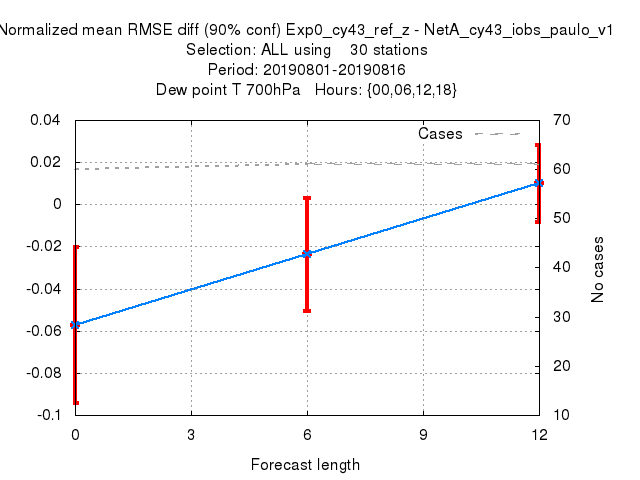 Normalized mean RMSE diff (90% conf) Exp0_cy43_ref_z - NetA_cy43_iobs_paulo_v1
Selection: ALL using 30 stations
Period: 20190801-20190816
Dew point T 700hPa Hours: {00,06,12,18}
Cases
0.04
0.02
0
-0.02
-0.04
-0.06
-0.08
-0.1
70
60
50
40
30
20
10
No cases
0 3 6 9 12
Forecast length